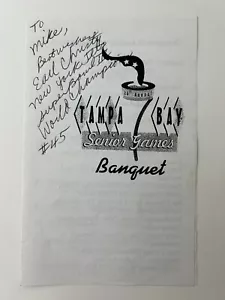 To
Mike,
Best wishes
Earl Christy
New York Jets
Super Bowl III
World Champions
#45
TAMPA BAY
Senior Games
Banquet